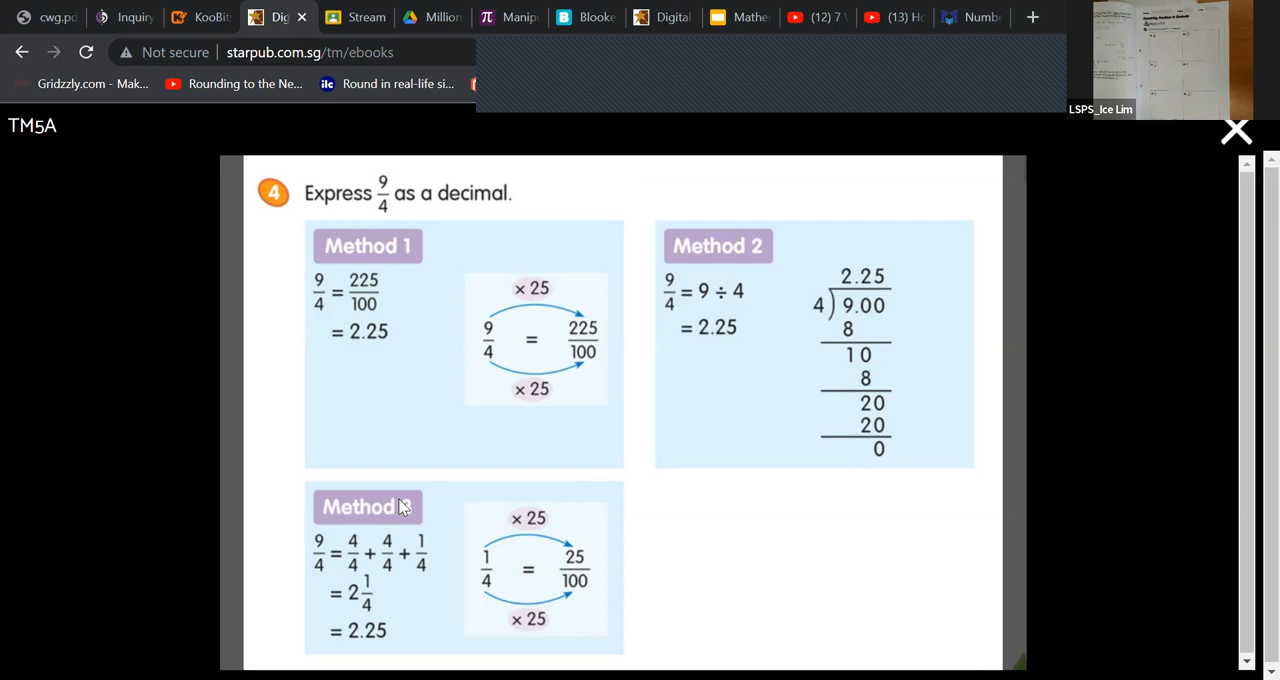 cwg.pd
Inquiry
KooBit
Dig
Stream
Million
Manip
Blooke
Digital
Mather
(12) 7
(13) Ho
Numb
Not secure
starpub.com.sg/tm/ebooks
Gridzzly.com - Mak...
Rounding to the Ne...
ilc
Round in real-life si...
LSPS_Ice Lim
TM5A
4 Express 9/4 as a decimal.
Method 1
9/4 = 225/100
= 2.25
× 25
9/4 = 225/100
× 25
Method 2
9/4 = 9 ÷ 4
= 2.25
2.25
4 ) 9.00
8
10
8
20
20
0
Method
9/4 = 4/4 + 4/4 + 1/4
= 2 1/4
= 2.25
× 25
1/4 = 25/100
× 25